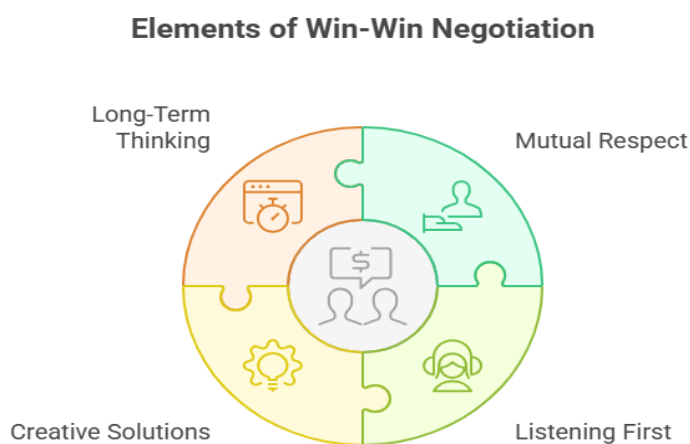 Elements of Win-Win Negotiation
Long-Term
Thinking
Mutual Respect
$
Creative Solutions
Listening First